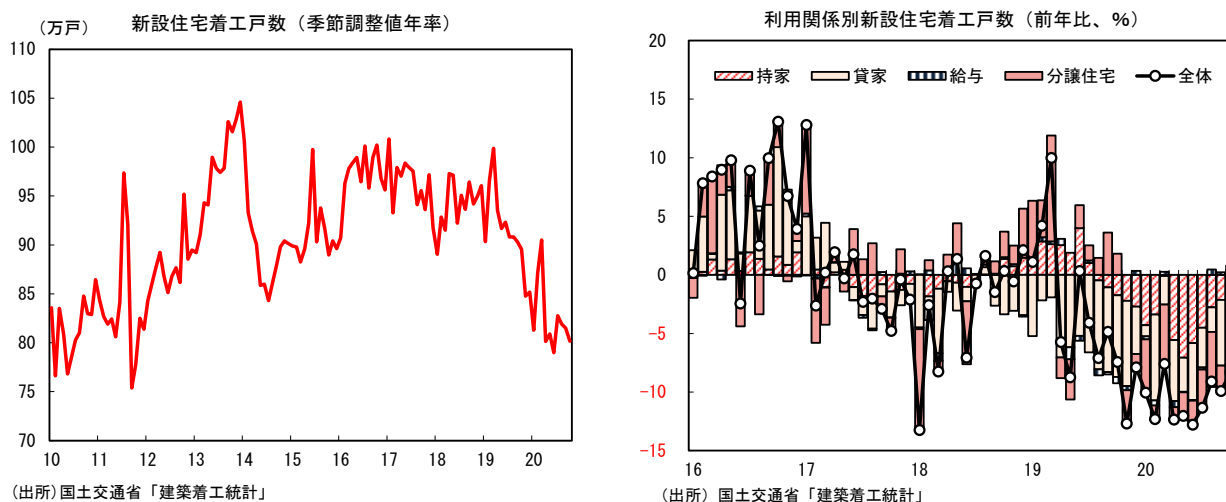 新設住宅着工戸数（季節調整値年率）
(万戸)
110
105
100
95
90
85
80
75
70
10 11 12 13 14 15 16 17 18 19 20
(出所)国土交通省「建築着工統計」
利用関係別新設住宅着工戸数（前年比、%）
20
15
10
5
0
-5
-10
-15
持家 貸家 給与 分譲住宅 全体
16 17 18 19 20
(出所) 国土交通省「建築着工統計」